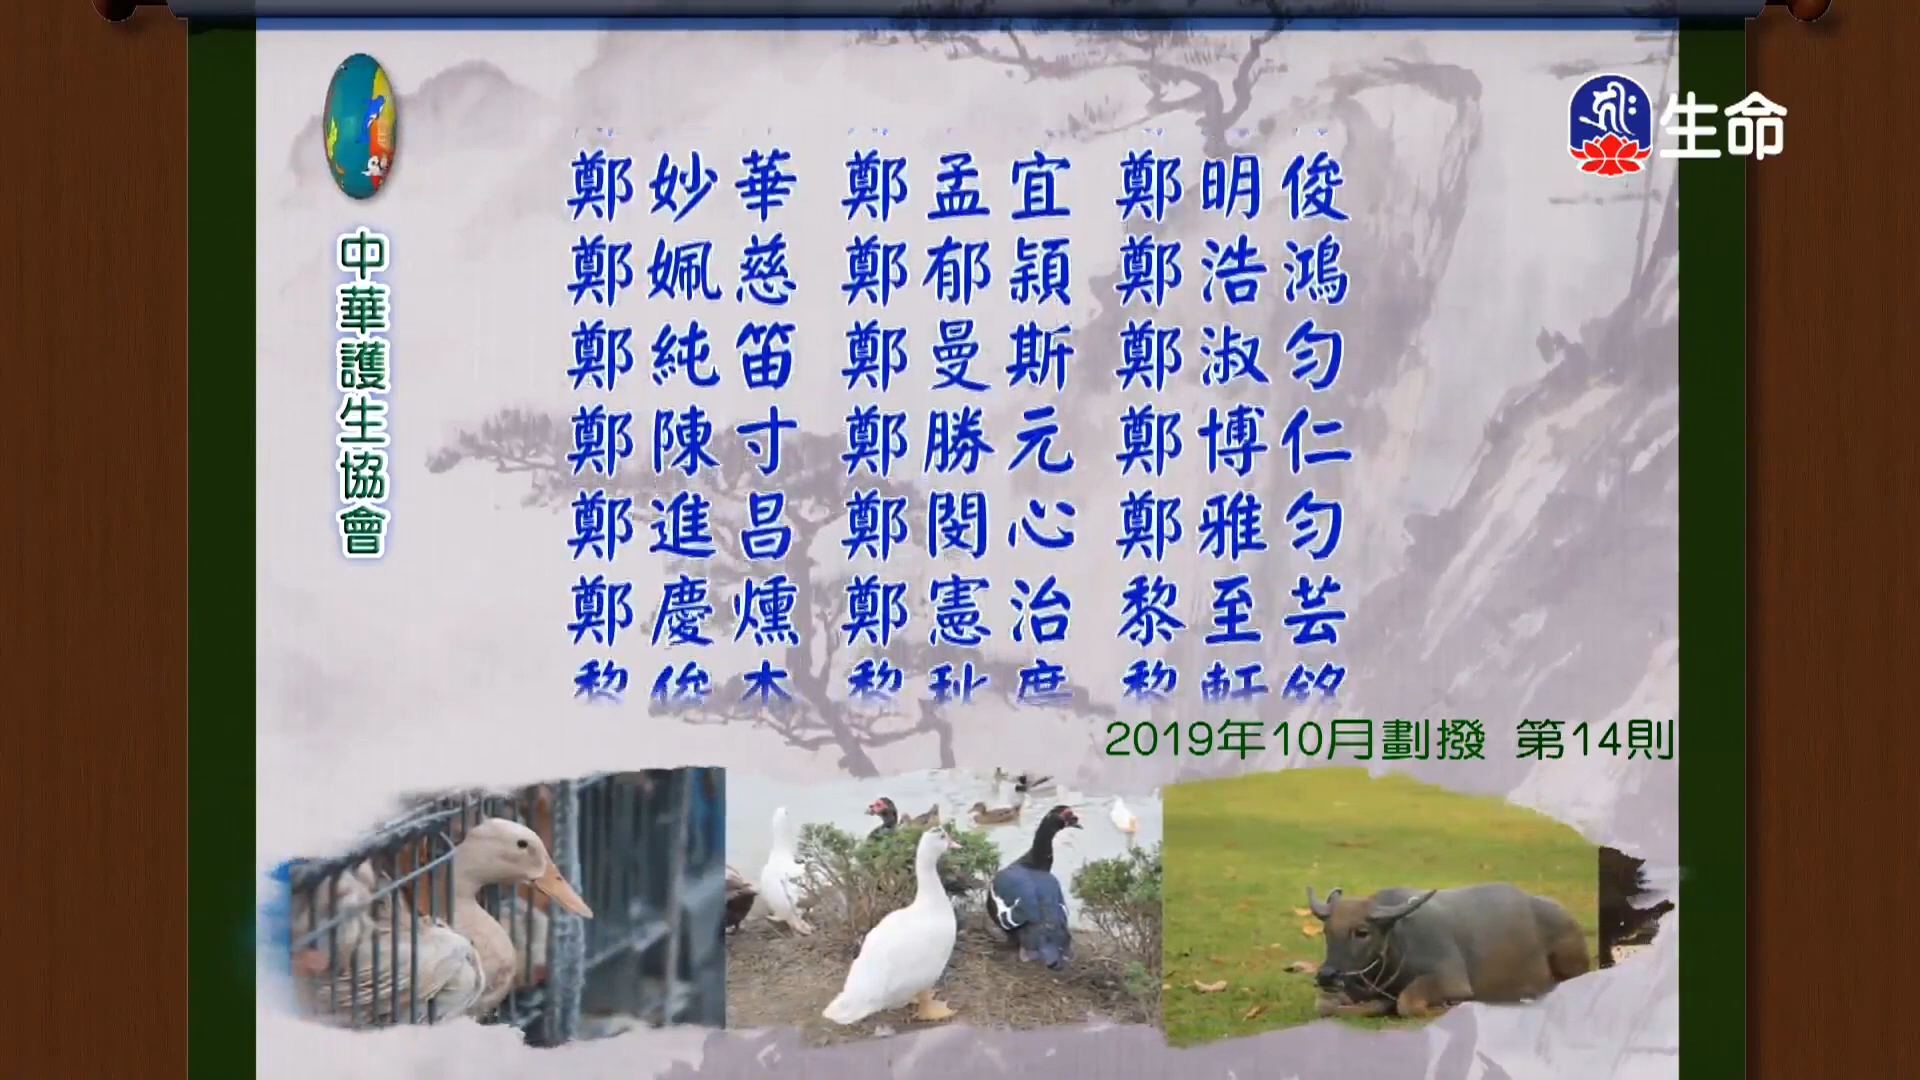 生命
中華護生協會
鄭妙華 鄭孟宜 鄭明俊
鄭姵慈 鄭郁穎 鄭浩鴻
鄭純笛 鄭曼斯 鄭淑勻
鄭陳寸 鄭勝元 鄭博仁
鄭進昌 鄭閔心 鄭雅勻
鄭慶燻 鄭憲治 黎至芸
2019年10月劃撥 第14則